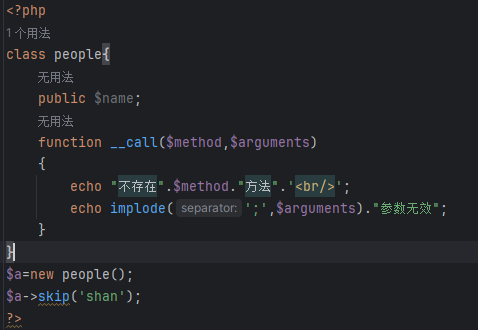 <?php
1个用法
class people{
无用法
public $name;
无用法
function __call($method,$arguments)
{
echo "不存在".$method."方法".'<br/>';
echo implode( separator: ';',$arguments)."参数无效";
}
}
$a=new people();
$a->skip('shan');
?>